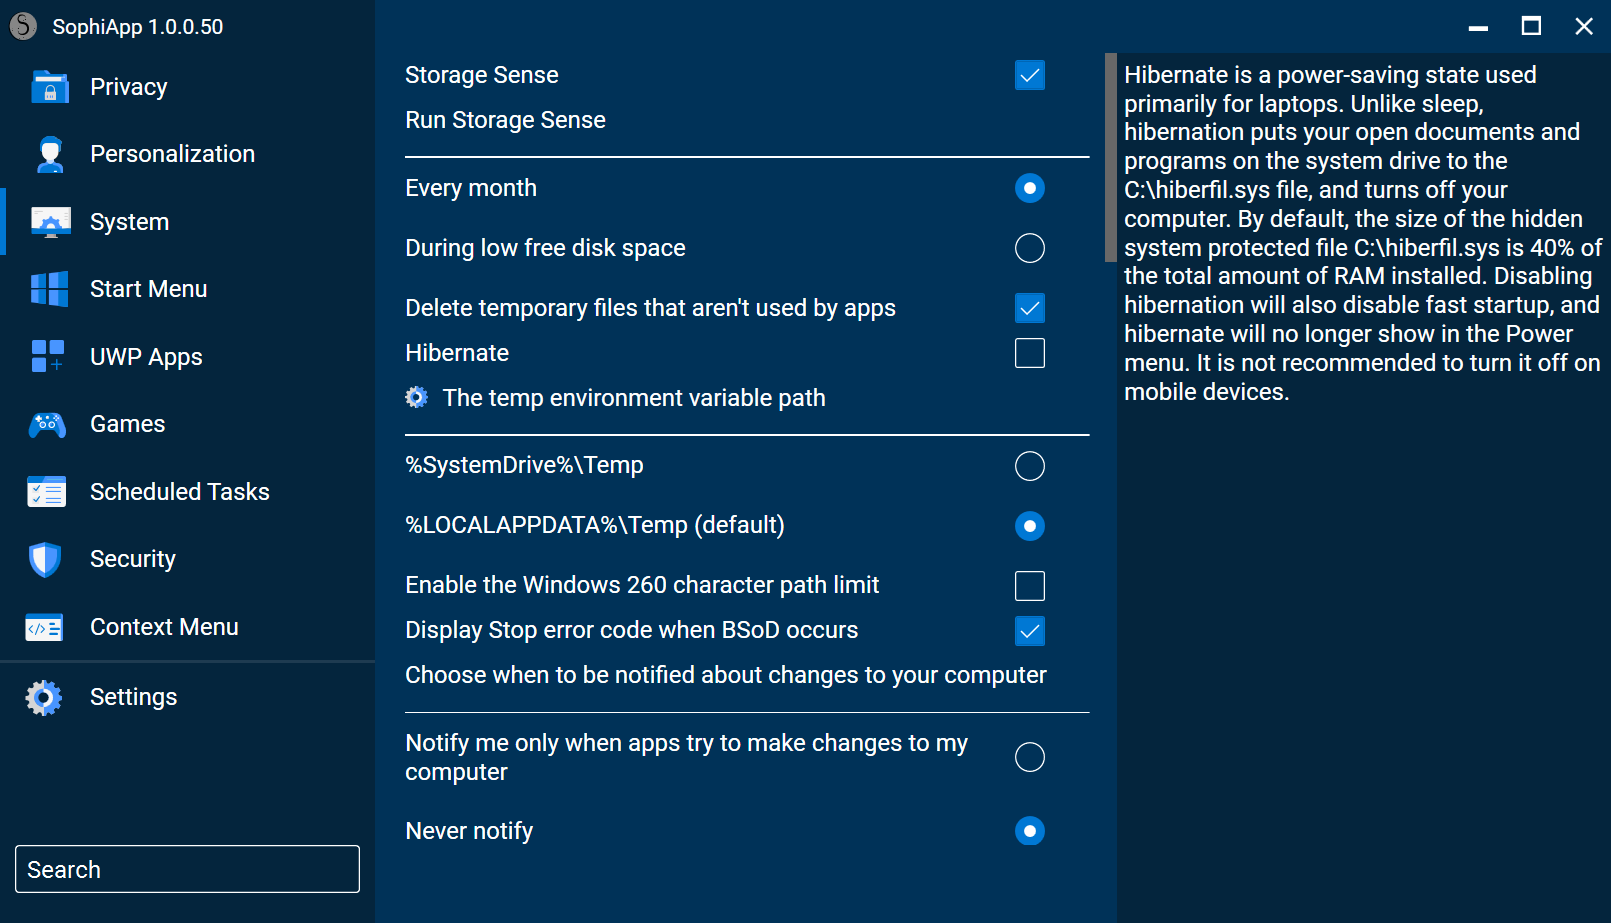 SophiApp 1.0.0.50
Privacy
Personalization
System
Start Menu
UWP Apps
Games
Scheduled Tasks
Security
Context Menu
Settings
Search
Storage Sense
Run Storage Sense
Every month
During low free disk space
Delete temporary files that aren't used by apps
Hibernate
The temp environment variable path
%SystemDrive%\Temp
%LOCALAPPDATA%\Temp (default)
Enable the Windows 260 character path limit
Display Stop error code when BSoD occurs
Choose when to be notified about changes to your computer
Notify me only when apps try to make changes to my
computer
Never notify
Hibernate is a power-saving state used
primarily for laptops. Unlike sleep,
hibernation puts your open documents and
programs on the system drive to the
C:\hiberfil.sys file, and turns off your
computer. By default, the size of the hidden
system protected file C:\hiberfil.sys is 40% of
the total amount of RAM installed. Disabling
hibernation will also disable fast startup, and
hibernate will no longer show in the Power
menu. It is not recommended to turn it off on
mobile devices.